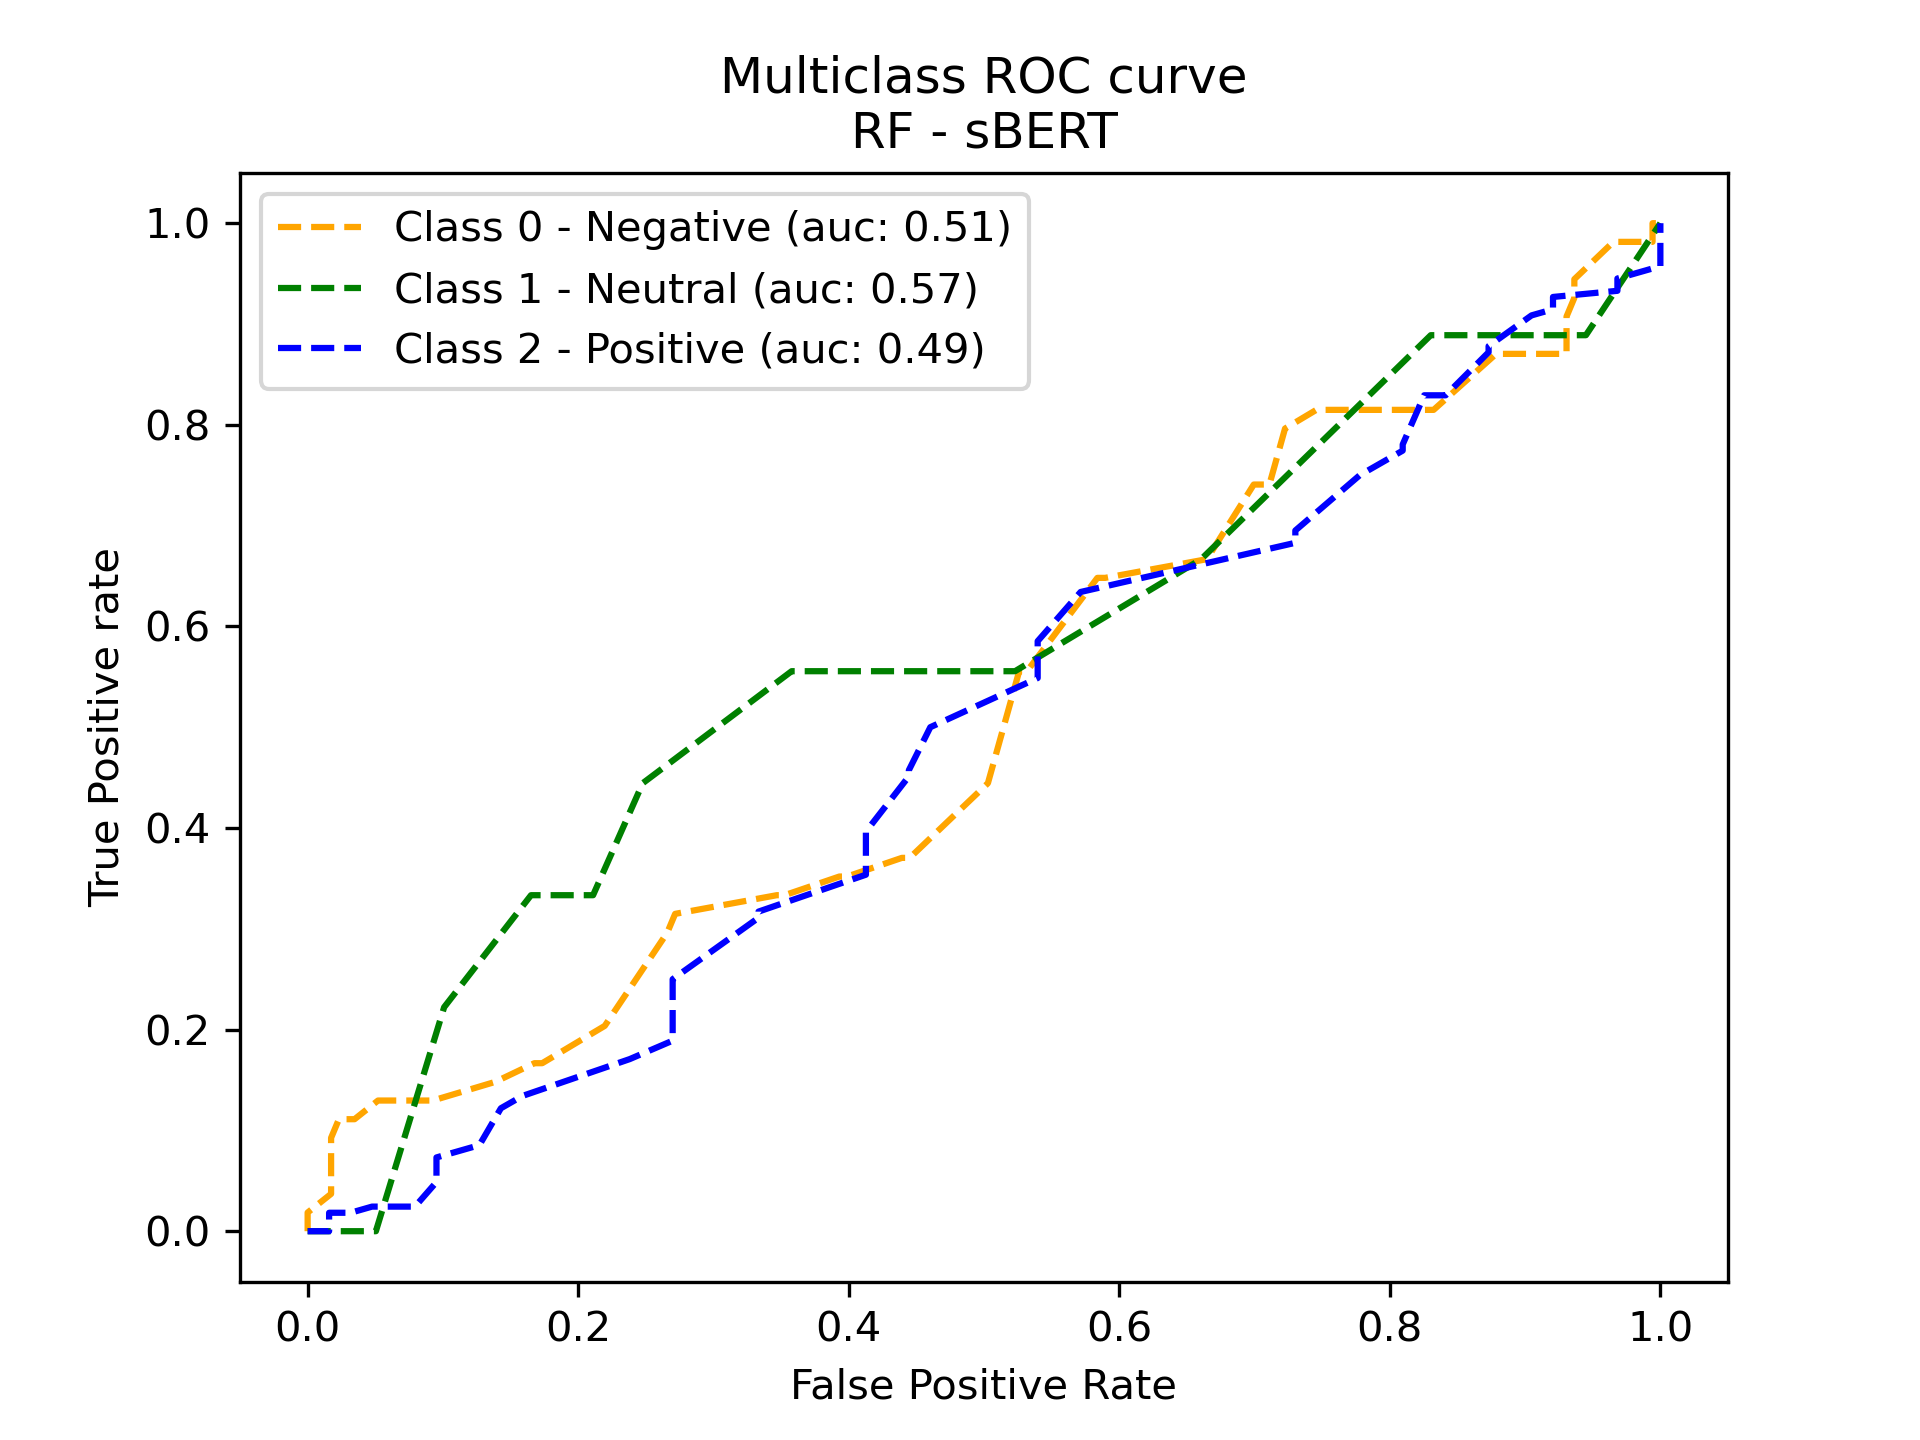 Multiclass ROC curve
RF - sBERT
Class 0 - Negative (auc: 0.51)
Class 1 - Neutral (auc: 0.57)
Class 2 - Positive (auc: 0.49)
True Positive rate
1.0
0.8
0.6
0.4
0.2
0.0
0.0 0.2 0.4 0.6 0.8 1.0
False Positive Rate